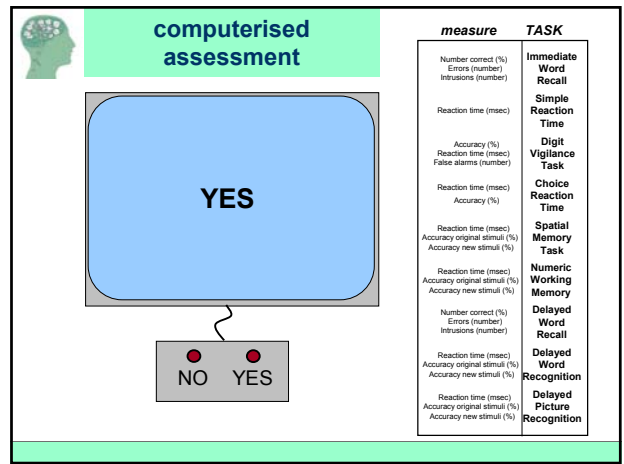 computerised
assessment
YES
NO YES
measure TASK
Number correct (%)
Errors (number)
Intrusions (number)
Immediate
Word
Recall
Reaction time (msec)
Simple
Reaction
Time
Accuracy (%)
Reaction time (msec)
False alarms (number)
Digit
Vigilance
Task
Reaction time (msec)
Accuracy (%)
Choice
Reaction
Time
Reaction time (msec)
Accuracy original stimuli (%)
Accuracy new stimuli (%)
Spatial
Memory
Task
Reaction time (msec)
Accuracy original stimuli (%)
Accuracy new stimuli (%)
Numeric
Working
Memory
Number correct (%)
Errors (number)
Intrusions (number)
Delayed
Word
Recall
Reaction time (msec)
Accuracy original stimuli (%)
Accuracy new stimuli (%)
Delayed
Word
Recognition
Reaction time (msec)
Accuracy original stimuli (%)
Accuracy new stimuli (%)
Delayed
Picture
Recognition